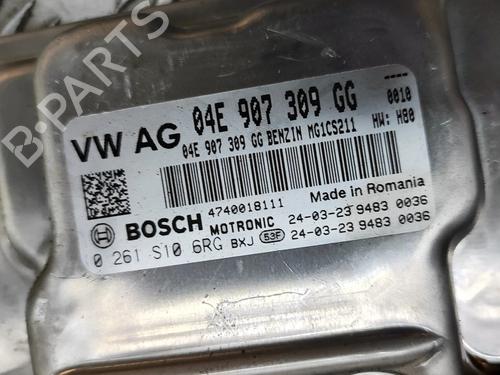 VW AG 04E 907 309 GG 0010
04E 907 309 GG BENZIN MG1CS211 HW: H80
4740018111 Made in Romania
BOSCH MOTRONIC 24-03-23 9483 0036
0 261 S10 6RG BXJ 53F 24-03-23 9483 0036
B-PARTS